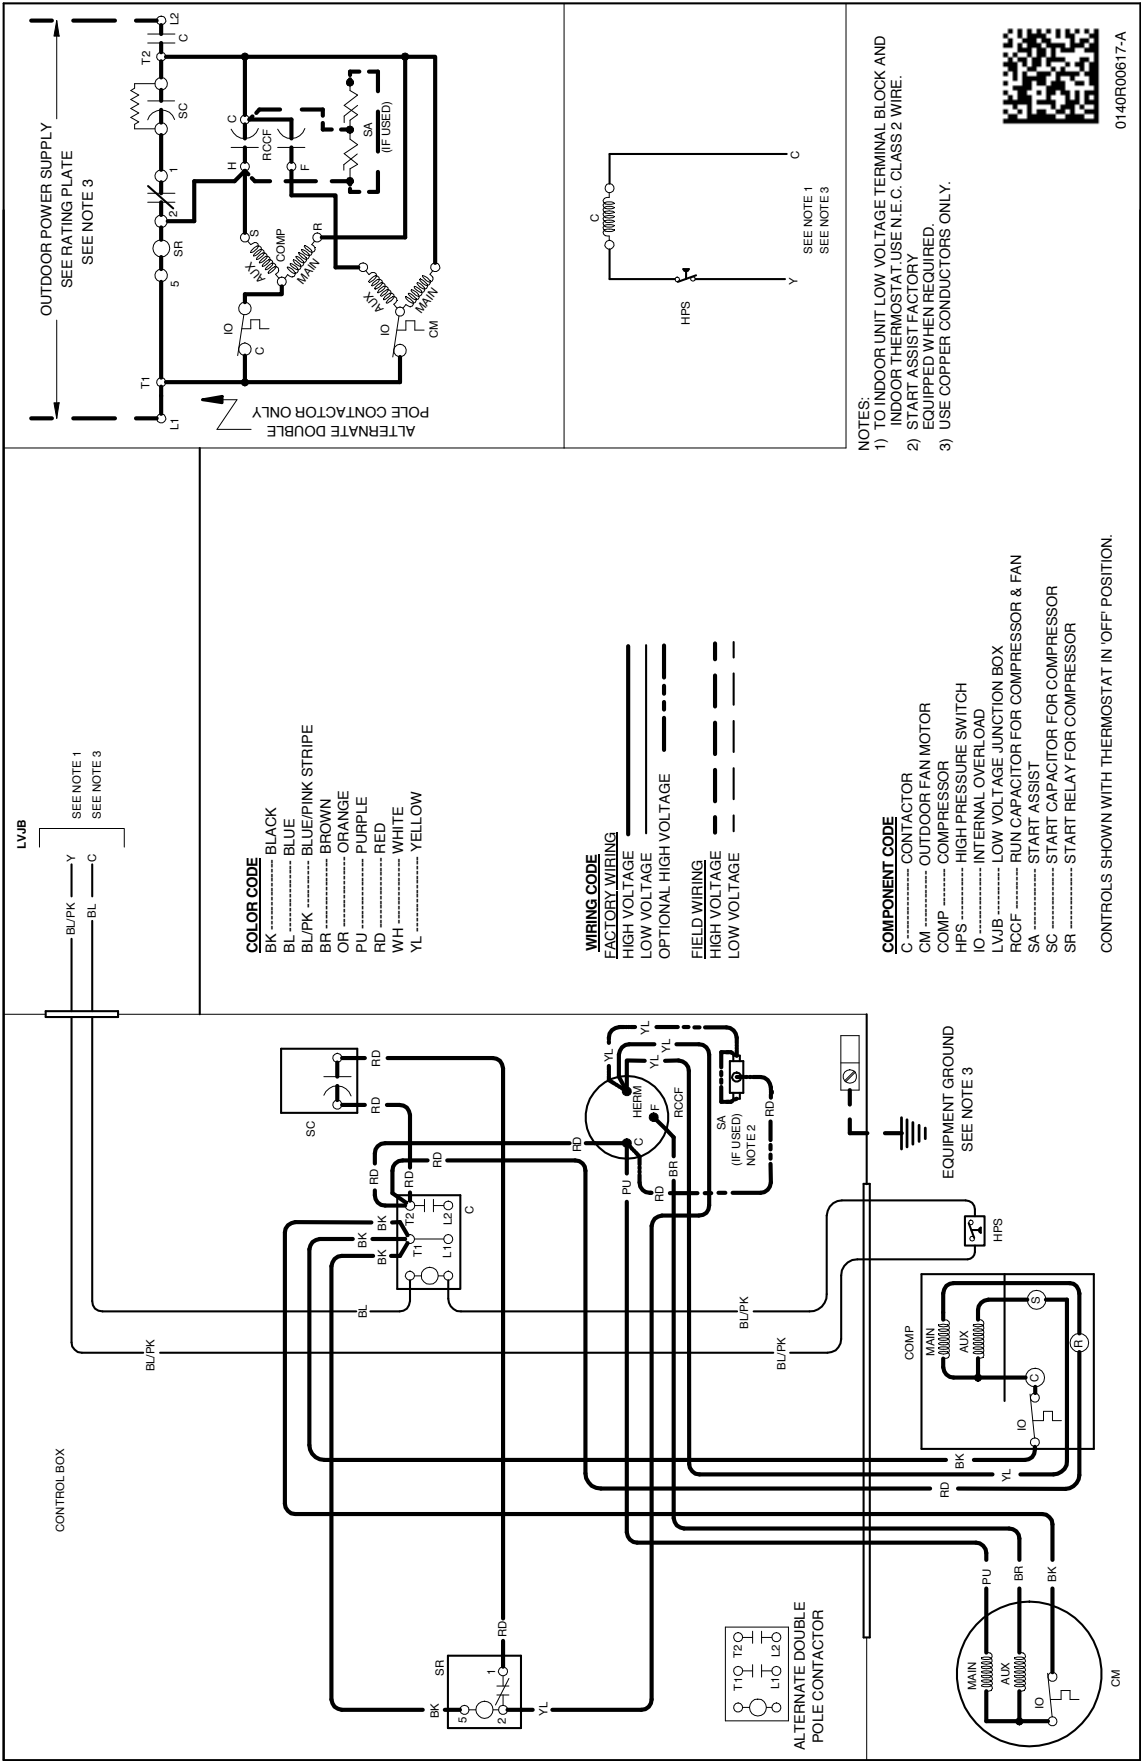 CONTROL BOX
LVJB
BL/PK
Y
BL
C
SEE NOTE 1
SEE NOTE 3
BL/PK
BL
BL/PK
BL/PK
SC
RD
RD
RD
RD
RD
RD
BK
BK
BK
T2
T1
L2
L1
C
SR
BK
5
2
1
RD
YL
HERM
F
C
RCCF
YL
YL
YL
YL
RD
RD
RD
PU
BR
SA
(IF USED)
NOTE 2
HPS
EQUIPMENT GROUND
SEE NOTE 3
COMP
MAIN
AUX
S
R
C
IO
BK
YL
RD
PU
BR
BK
MAIN
AUX
IO
CM
T1
T2
L1
L2
ALTERNATE DOUBLE
POLE CONTACTOR
COLOR CODE
BK ---------- BLACK
BL ---------- BLUE
BL/PK ------- BLUE/PINK STRIPE
BR ---------- BROWN
OR ---------- ORANGE
PU ---------- PURPLE
RD ---------- RED
WH ---------- WHITE
YL ---------- YELLOW
WIRING CODE
FACTORY WIRING
HIGH VOLTAGE
LOW VOLTAGE
OPTIONAL HIGH VOLTAGE
FIELD WIRING
HIGH VOLTAGE
LOW VOLTAGE
COMPONENT CODE
C ---------- CONTACTOR
CM ---------- OUTDOOR FAN MOTOR
COMP ------- COMPRESSOR
HPS ---------- HIGH PRESSURE SWITCH
IO ---------- INTERNAL OVERLOAD
LVJB ------- LOW VOLTAGE JUNCTION BOX
RCCF ------- RUN CAPACITOR FOR COMPRESSOR & FAN
SA ---------- START ASSIST
SC ---------- START CAPACITOR FOR COMPRESSOR
SR ---------- START RELAY FOR COMPRESSOR
CONTROLS SHOWN WITH THERMOSTAT IN 'OFF' POSITION.
OUTDOOR POWER SUPPLY
SEE RATING PLATE
SEE NOTE 3
L1
T1
5
SR
2
1
SC
T2
C
L2
ALTERNATE DOUBLE
POLE CONTACTOR ONLY
C
IO
AUX
S
COMP
MAIN
R
H
C
RCCF
F
SA
(IF USED)
IO
AUX
MAIN
CM
C
HPS
Y
C
SEE NOTE 1
SEE NOTE 3
NOTES:
1) TO INDOOR UNIT LOW VOLTAGE TERMINAL BLOCK AND
INDOOR THERMOSTAT.USE N.E.C. CLASS 2 WIRE.
2) START ASSIST FACTORY
EQUIPPED WHEN REQUIRED.
3) USE COPPER CONDUCTORS ONLY.
0140R00617-A